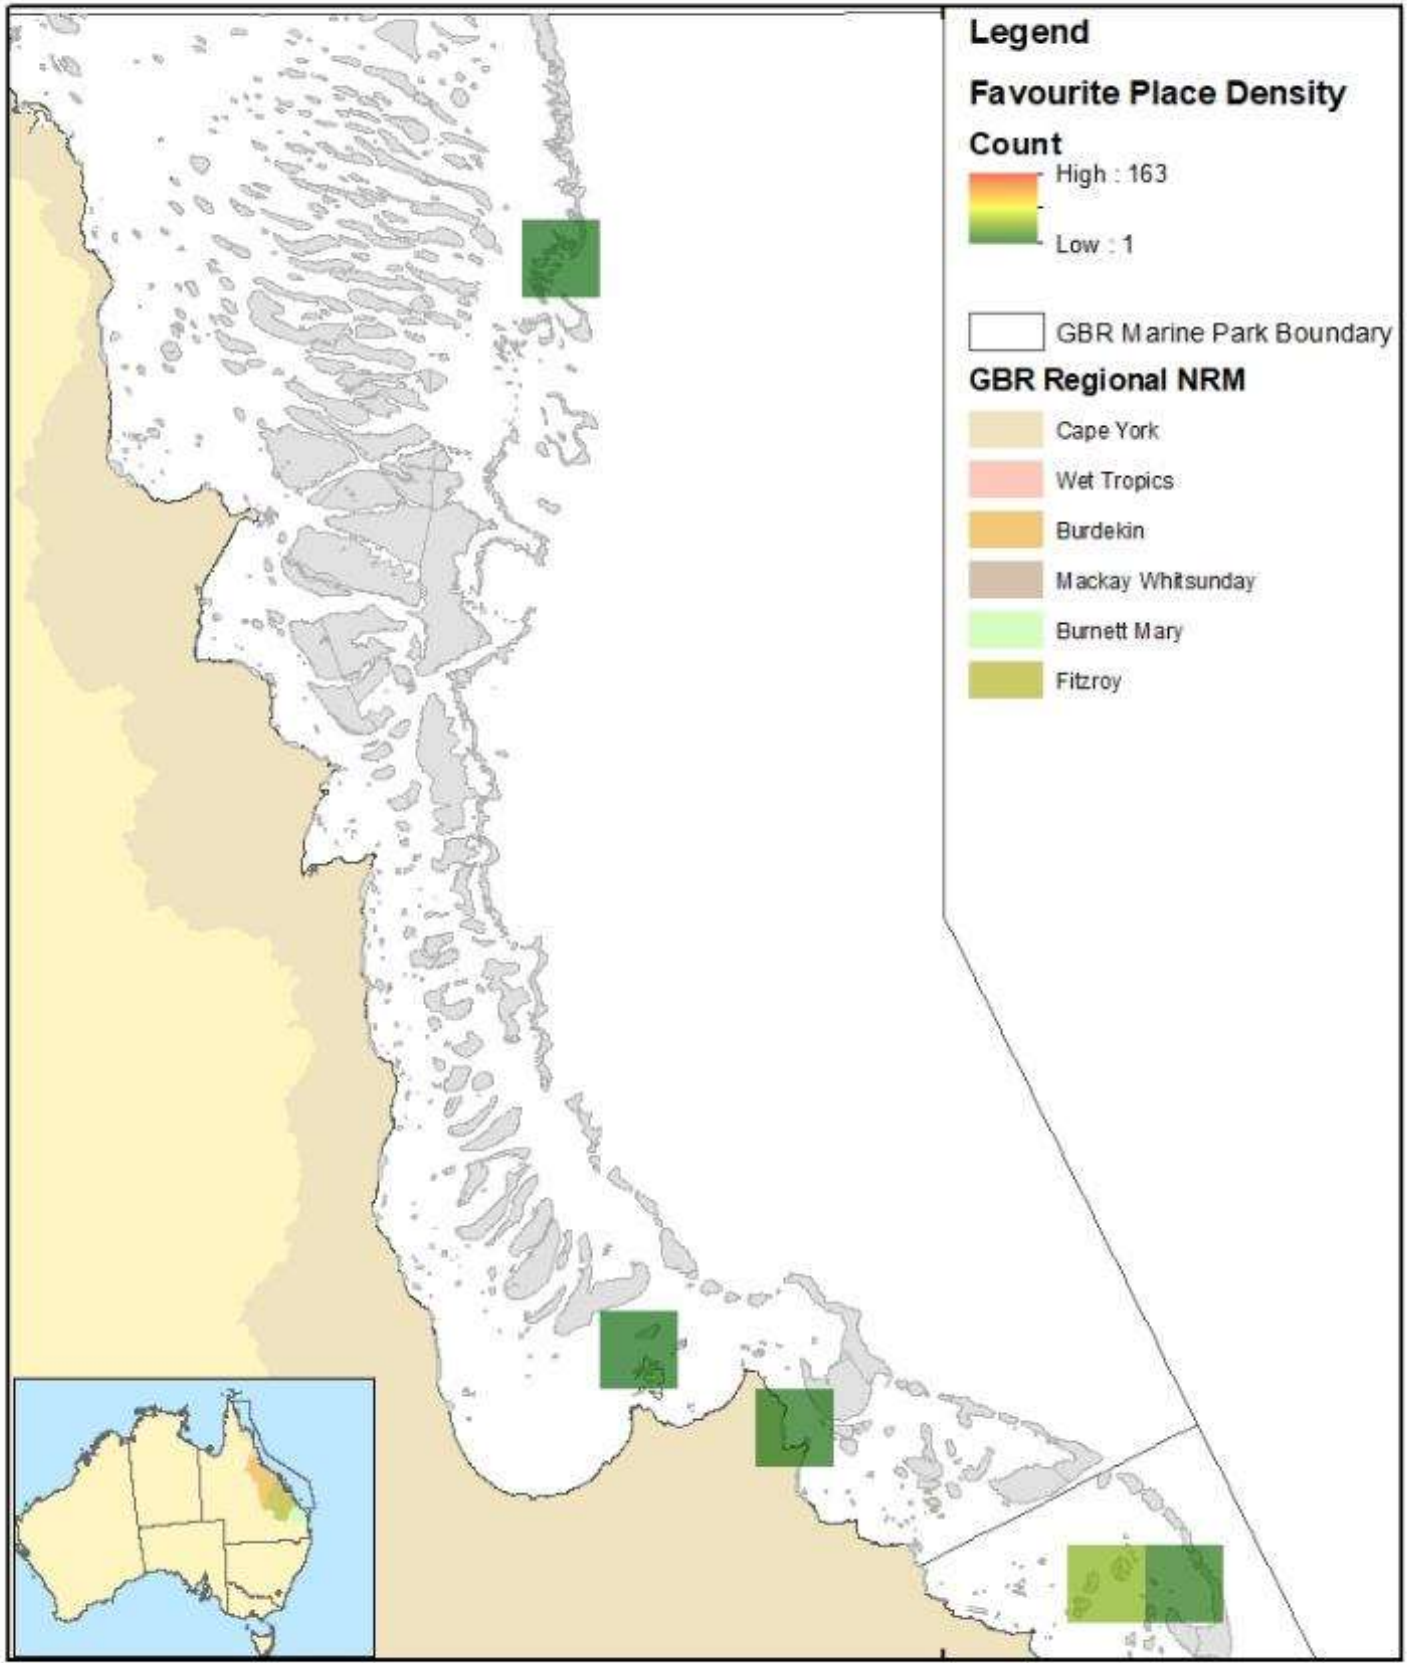 Legend
Favourite Place Density
Count
High : 163
Low : 1
GBR Marine Park Boundary
GBR Regional NRM
Cape York
Wet Tropics
Burdekin
Mackay Whitsunday
Burnett Mary
Fitzroy